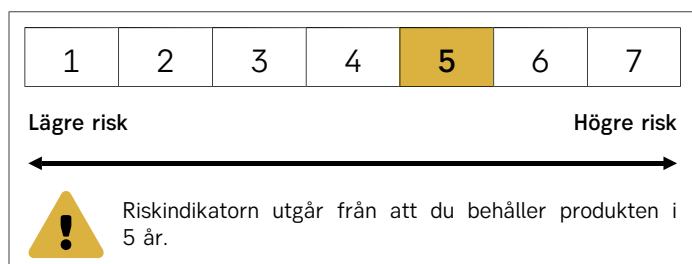 1 2 3 4 5 6 7
Lägre risk Högre risk
Riskindikatorn utgår från att du behåller produkten i
5 år.